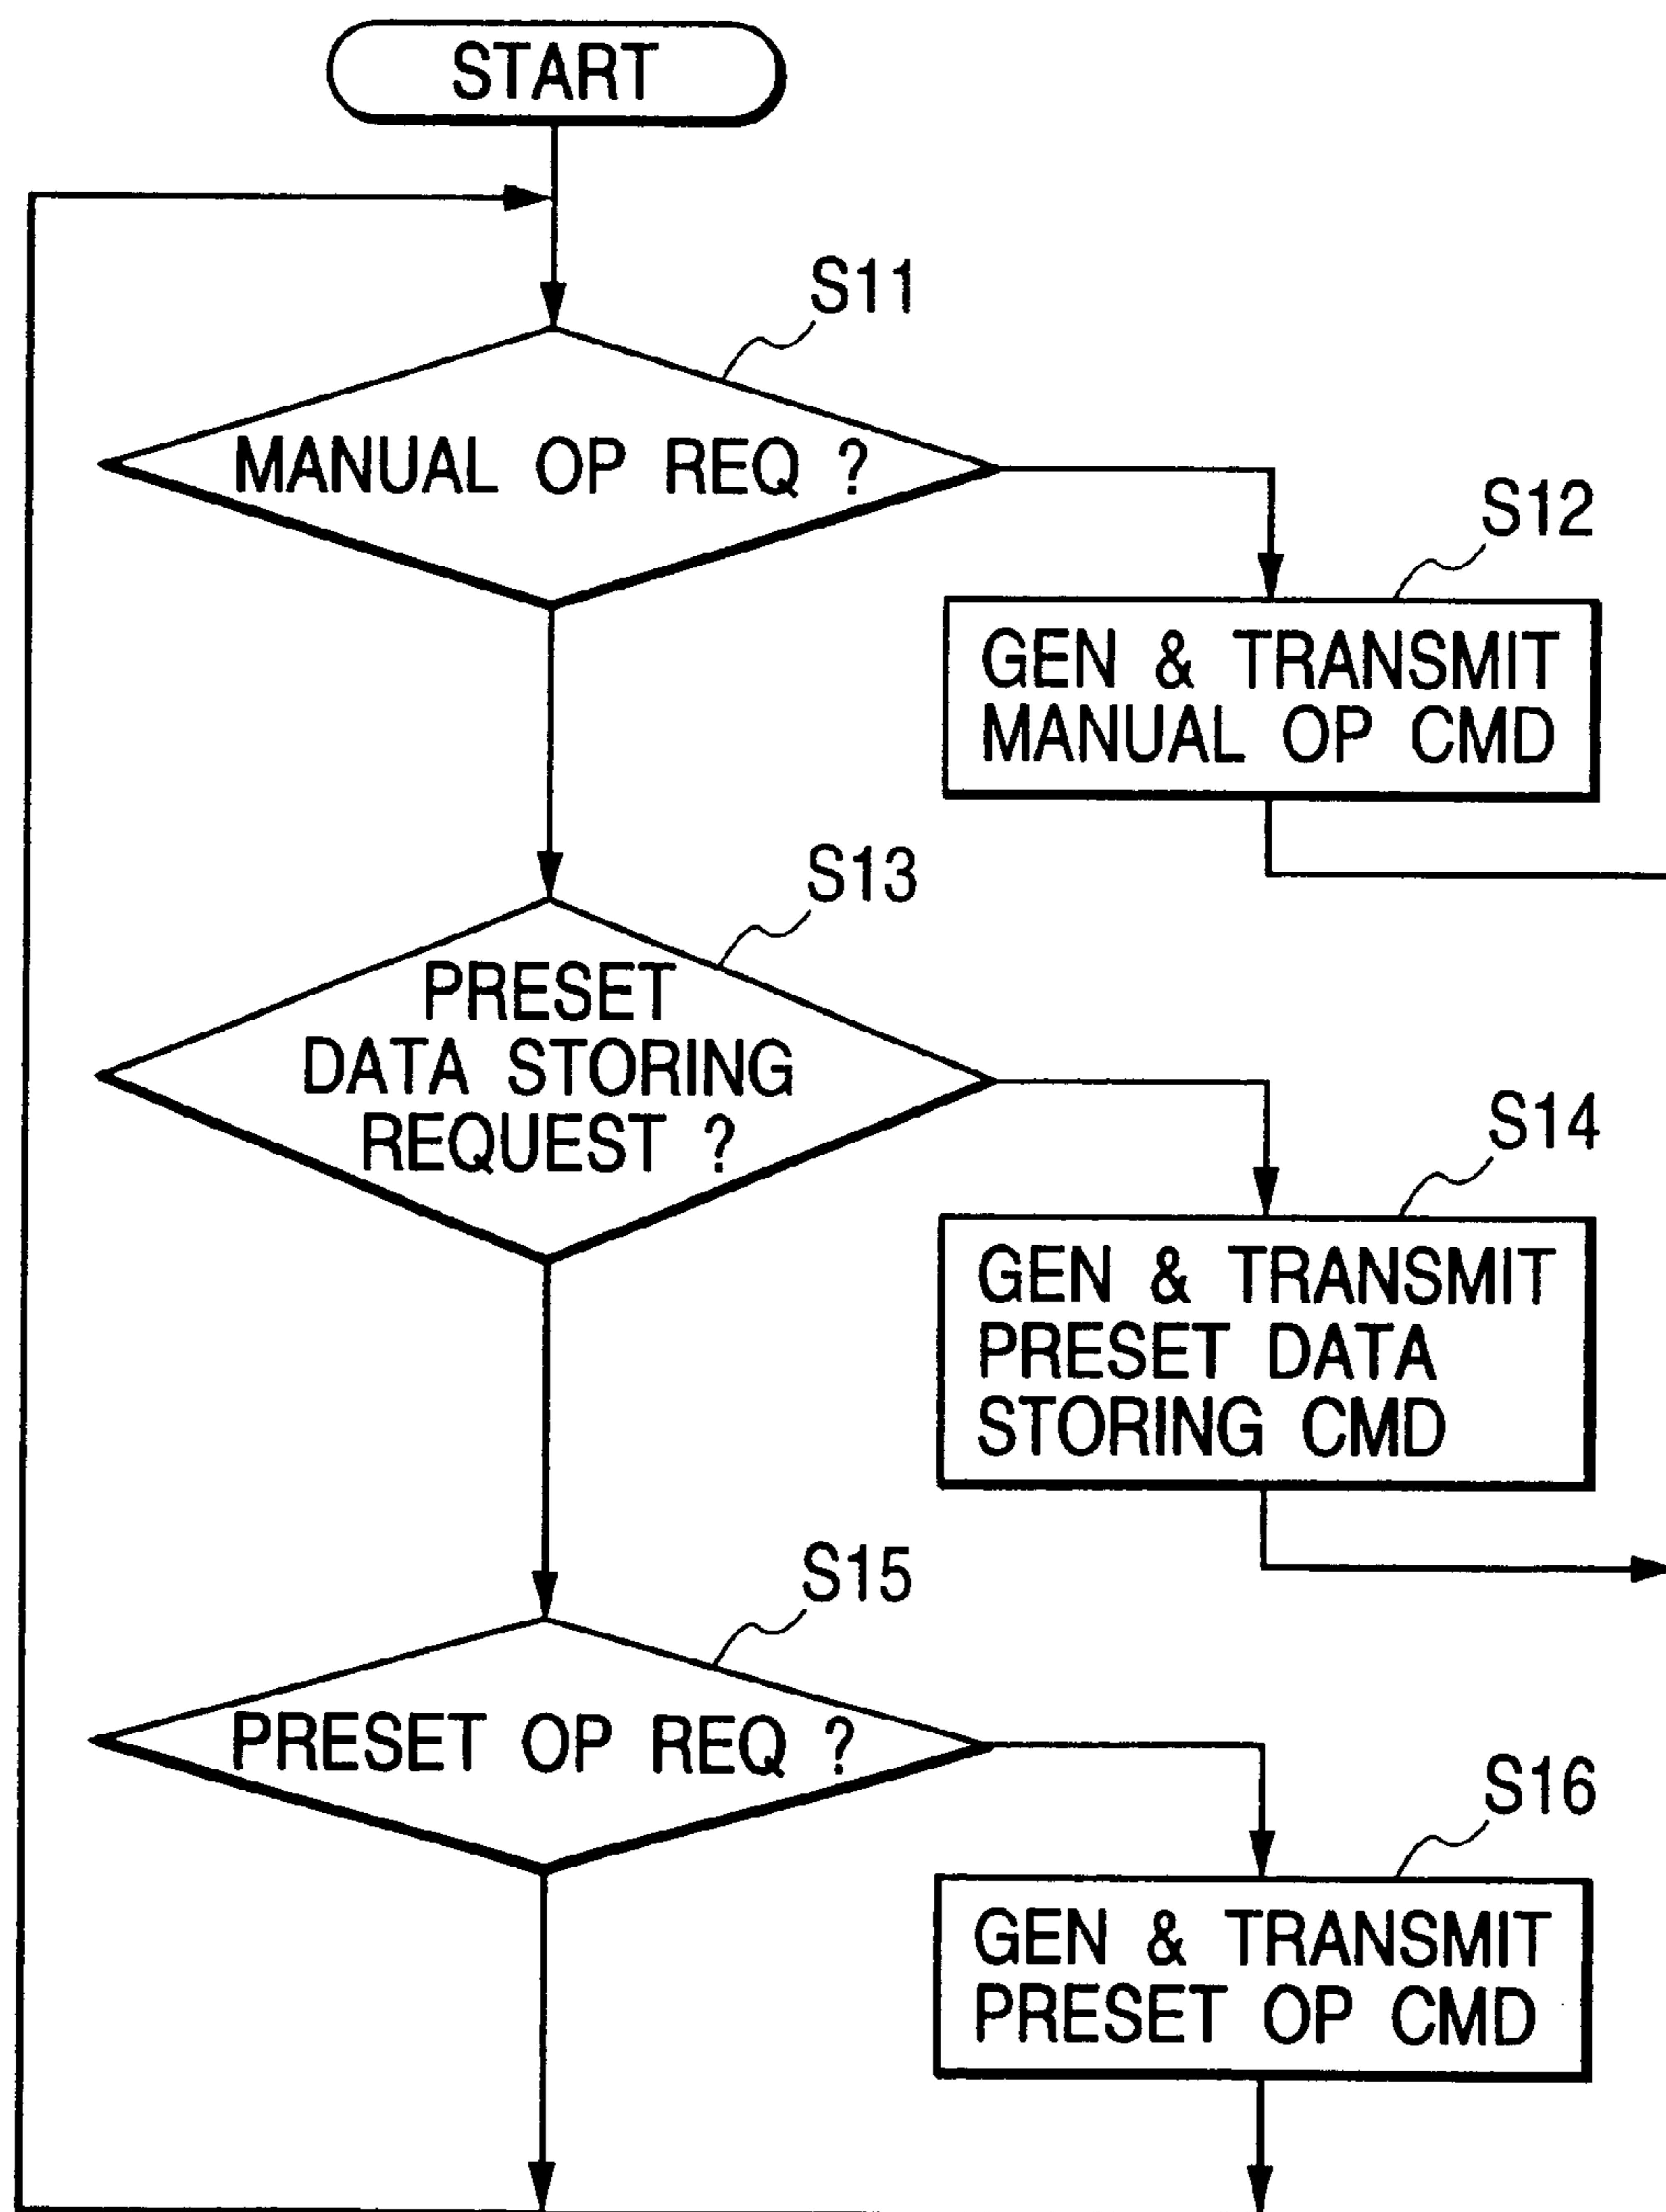 START
S11
MANUAL OP REQ ?
S12
GEN & TRANSMIT
MANUAL OP CMD
S13
PRESET
DATA STORING
REQUEST ?
S14
GEN & TRANSMIT
PRESET DATA
STORING CMD
S15
PRESET OP REQ ?
S16
GEN & TRANSMIT
PRESET OP CMD